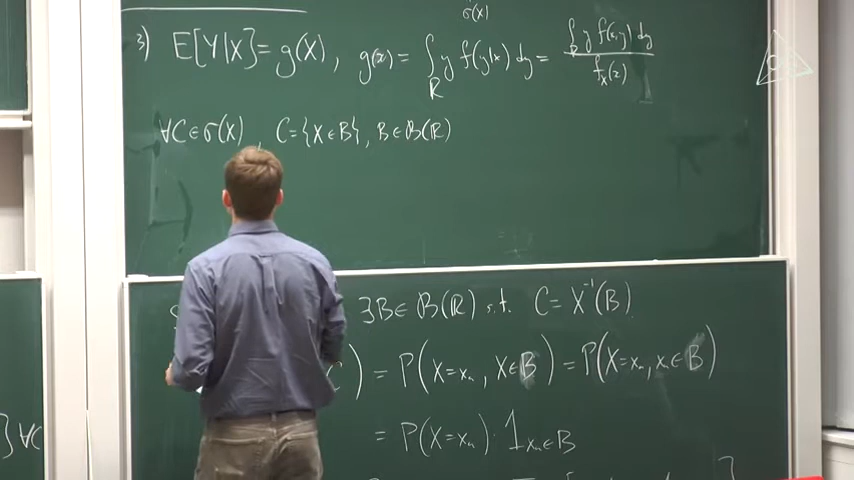 σ(X)
3) E[Y|X] = g(X), g(x) = ∫_ℝ y f(y|x) dy = ∫_ℝ y f(x,y) dy / f_X(x)
∀C ∈ σ(X), C = {X ∈ B}, B ∈ 𝓑(ℝ)
∃B ∈ 𝓑(ℝ) s.t. C = X⁻¹(B)
) = P(X = xₙ, X ∈ B) = P(X = xₙ, xₙ ∈ B)
= P(X = xₙ) · 1_{xₙ ∈ B}
} ∀C